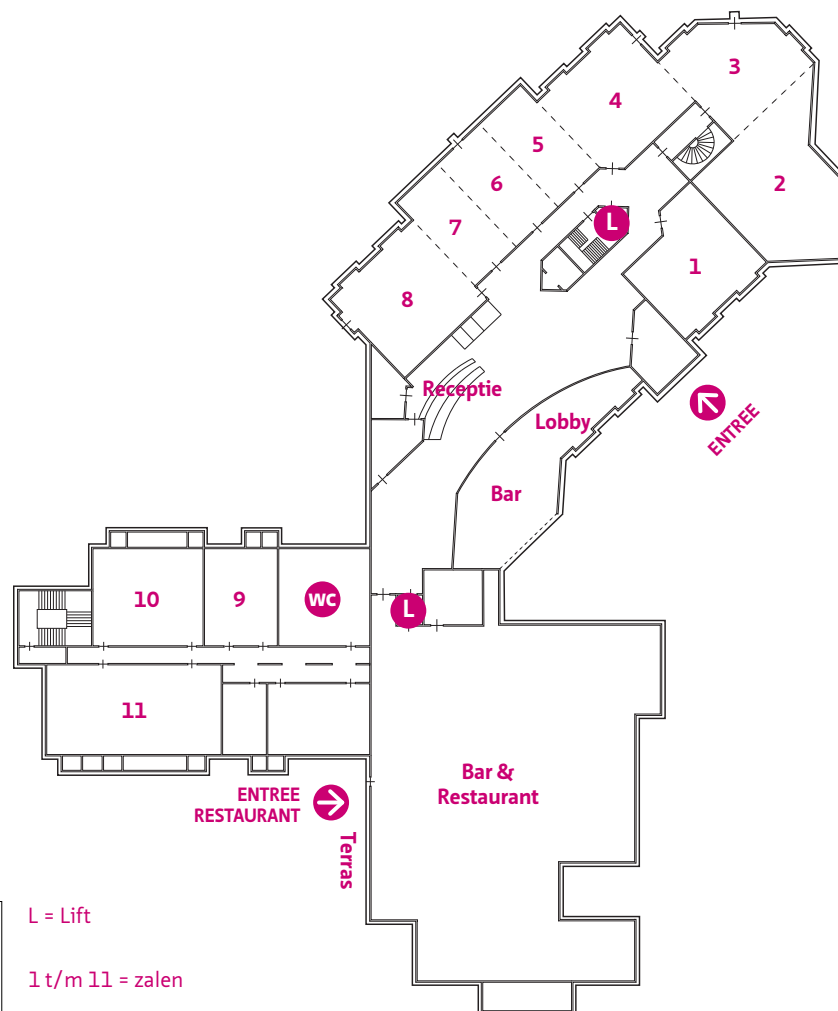 3
4
5
2
6
L
7
1
8
Receptie
Lobby
ENTREE
Bar
10
9
WC
L
11
Bar &
Restaurant
ENTREE
RESTAURANT
Terras
L = Lift
1 t/m 11 = zalen